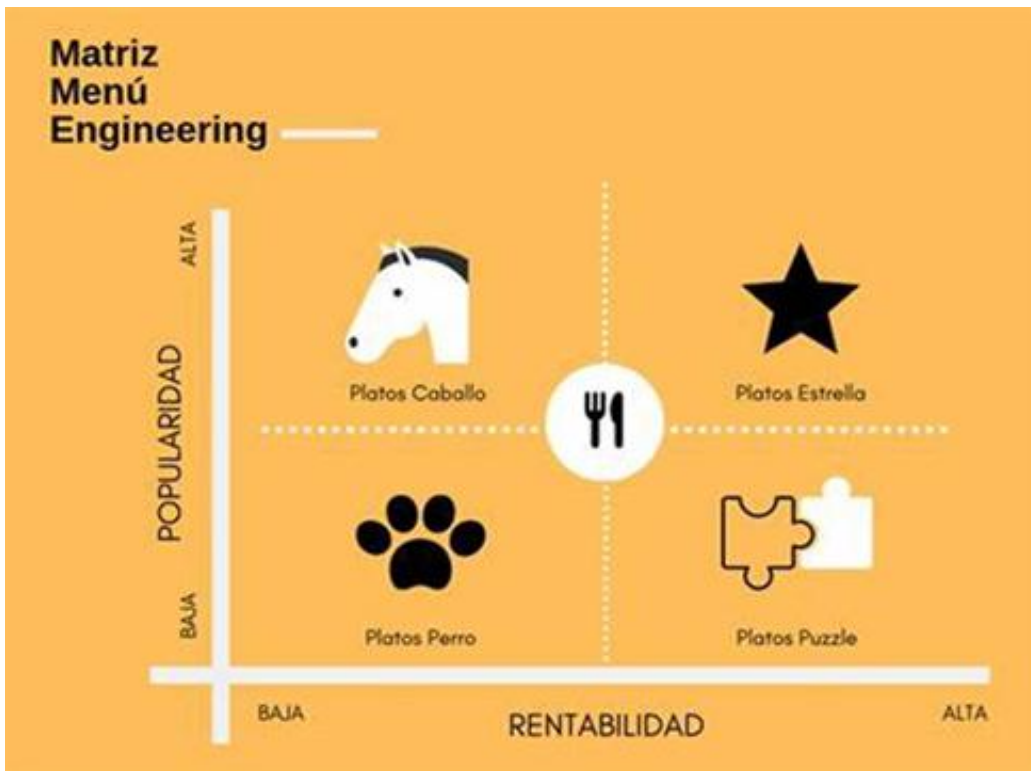 Matriz
Menú
Engineering
ALTA
Platos Caballo
Platos Estrella
POPULARIDAD
Platos Perro
Platos Puzzle
BAJA
BAJA
RENTABILIDAD
ALTA